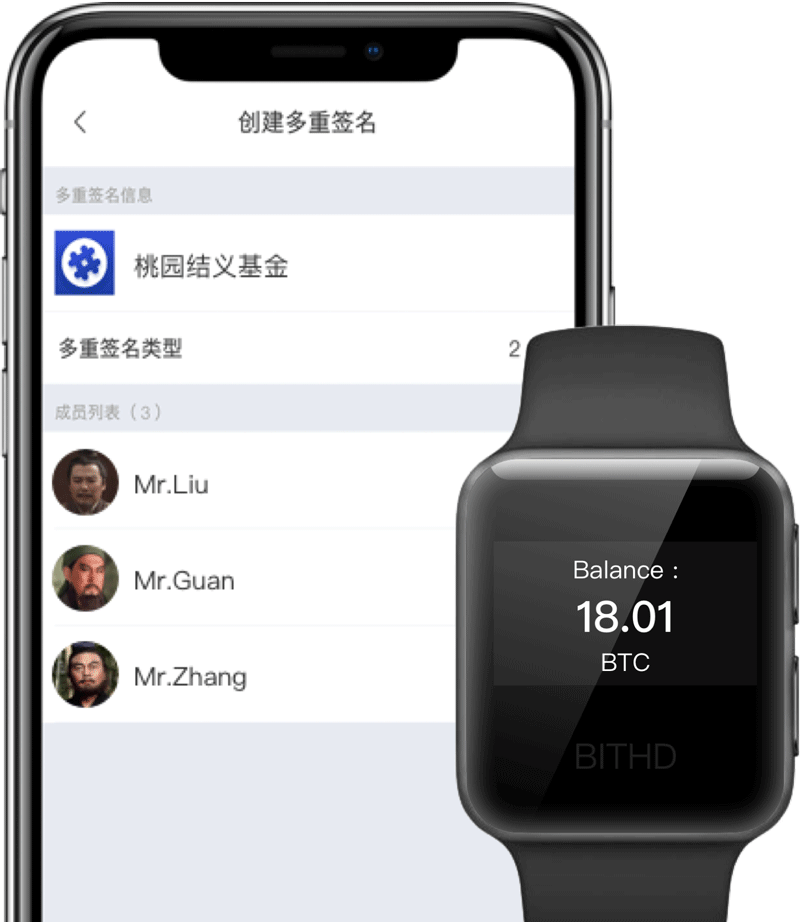 创建多重签名
多重签名信息
桃园结义基金
多重签名类型
2
成员列表（3）
Mr.Liu
Mr.Guan
Mr.Zhang
Balance :
18.01
BTC
BITHD